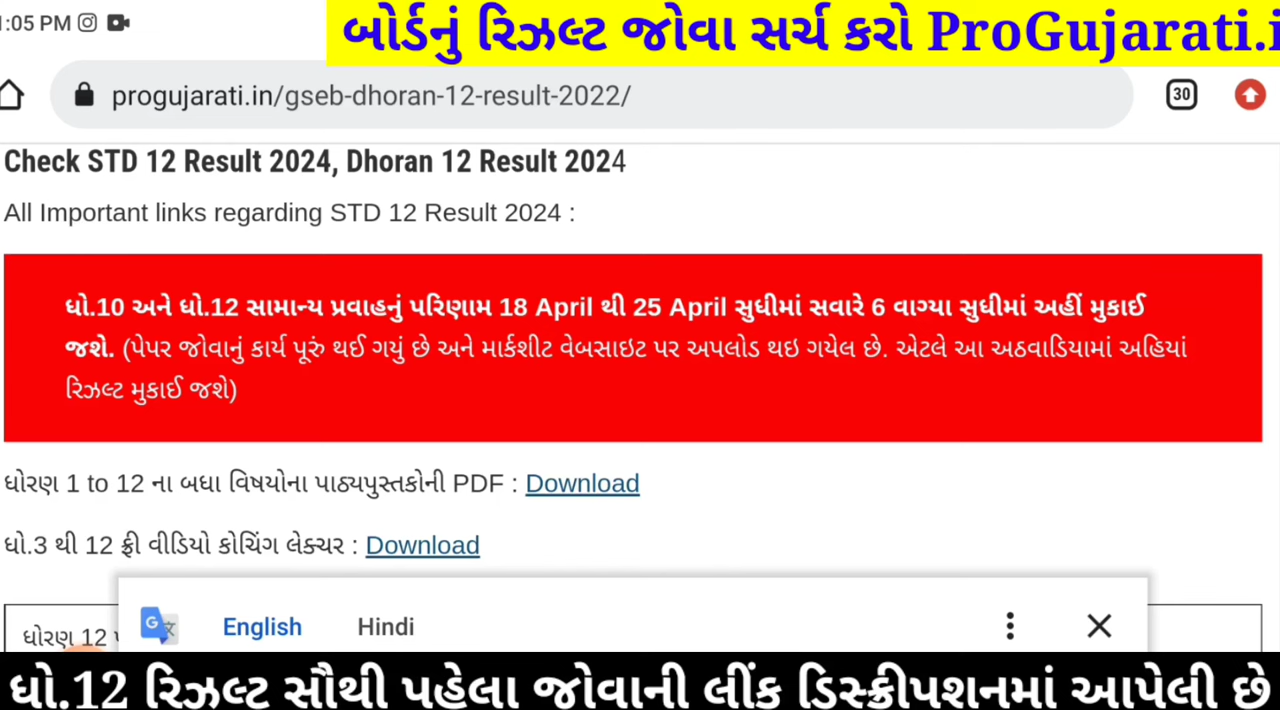 1:05 PM
બોર્ડનું રિઝલ્ટ જોવા સર્ચ કરો ProGujarati.i
progujarati.in/gseb-dhoran-12-result-2022/
30
Check STD 12 Result 2024, Dhoran 12 Result 2024
All Important links regarding STD 12 Result 2024 :
ધો.10 અને ધો.12 સામાન્ય પ્રવાહનું પરિણામ 18 April થી 25 April સુધીમાં સવારે 6 વાગ્યા સુધીમાં અહીં મુકાઈ
જશે. (પેપર જોવાનું કાર્ય પૂરું થઈ ગયું છે અને માર્કશીટ વેબસાઇટ પર અપલોડ થઇ ગયેલ છે. એટલે આ અઠવાડિયામાં અહિયાં
રિઝલ્ટ મુકાઈ જશે)
ધોરણ 1 to 12 ના બધા વિષયોના પાઠ્યપુસ્તકોની PDF : Download
ધો.3 થી 12 ફ્રી વીડિયો કોચિંગ લેક્ચર : Download
ધોરણ 12
English Hindi
ધો.12 રિઝલ્ટ સૌથી પહેલા જોવાની લીંક ડિસ્ક્રીપશનમાં આપેલી છે